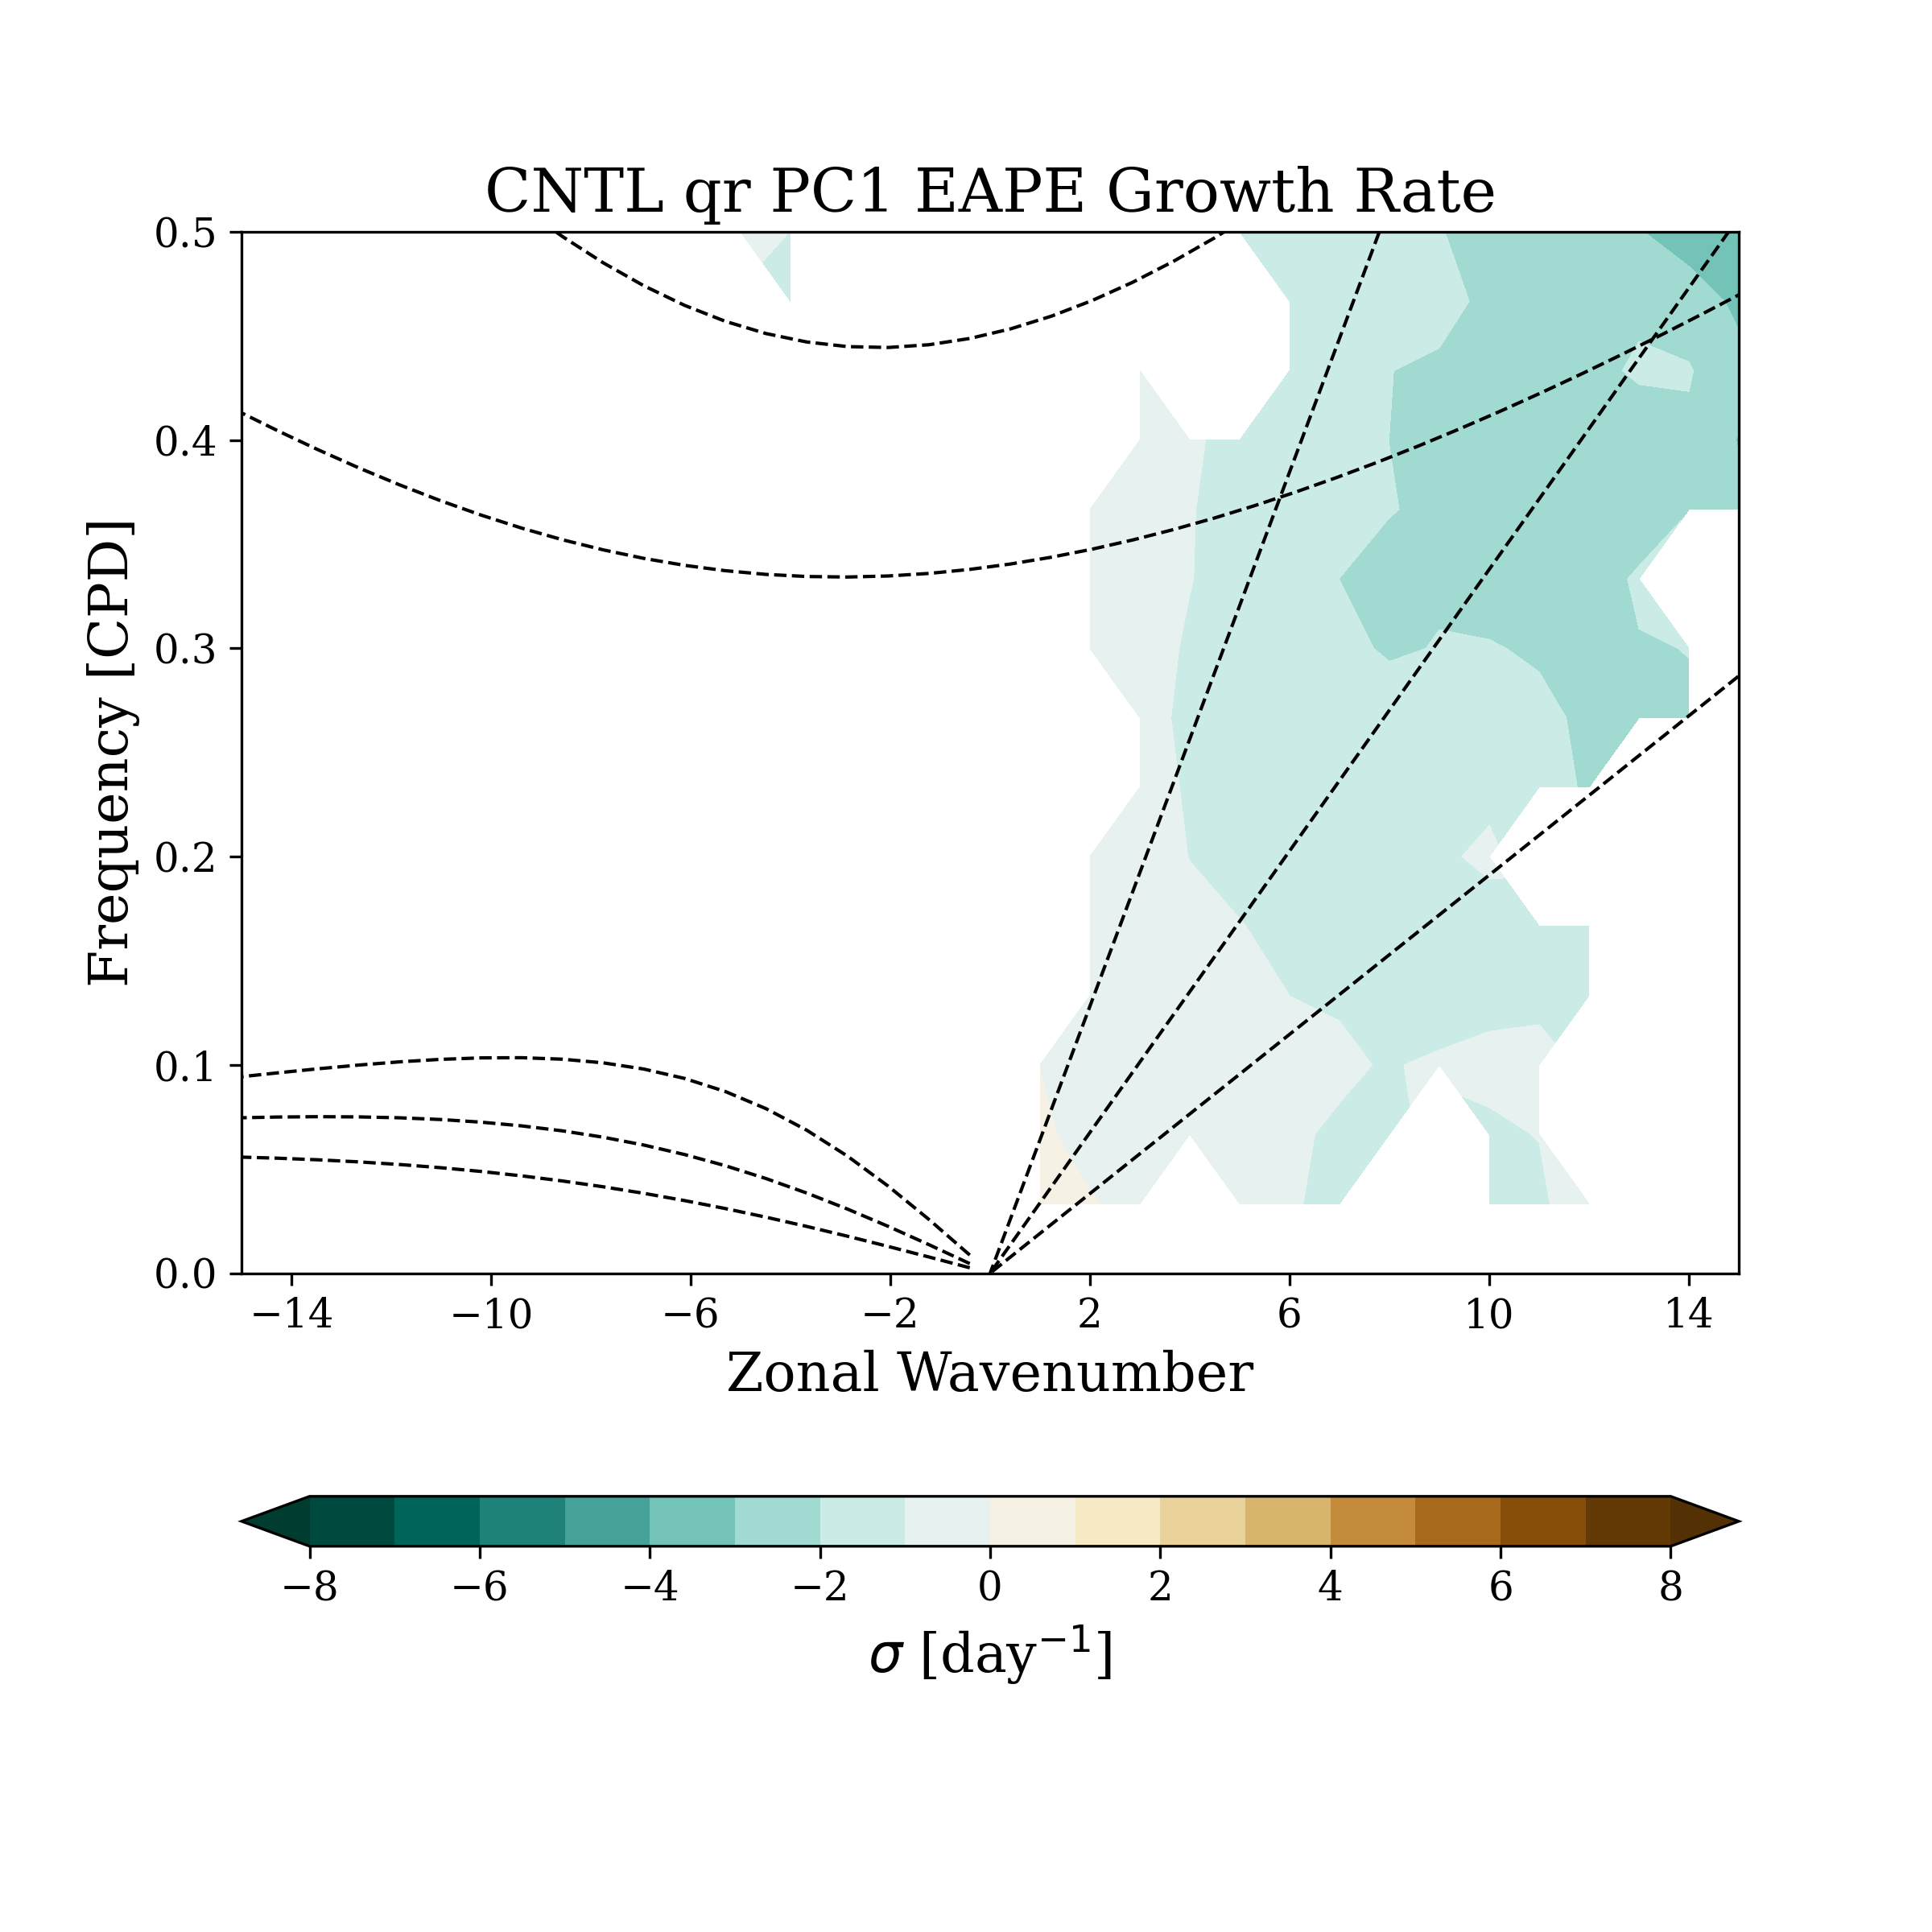 CNTL qr PC1 EAPE Growth Rate
0.5
0.4
0.3
0.2
0.1
0.0
Frequency [CPD]
−14 −10 −6 −2 2 6 10 14
Zonal Wavenumber
−8 −6 −4 −2 0 2 4 6 8
σ [day⁻¹]